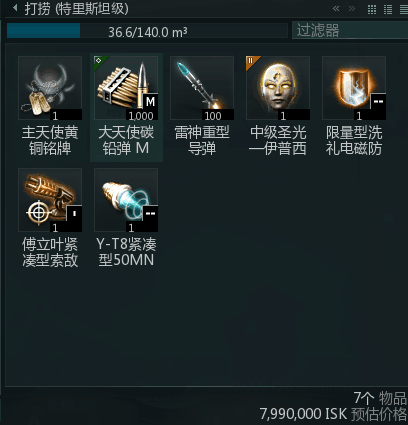 打捞 (特里斯坦级)
36.6/140.0 m³
过滤器
1
M
1,000
100
II
1
1
主天使黄
铜铭牌
大天使碳
铅弹 M
雷神重型
导弹
中级圣光
—伊普西
限量型洗
礼电磁防
1
1
傅立叶紧
凑型索敌
Y-T8紧凑
型50MN
7个 物品
7,990,000 ISK 预估价格